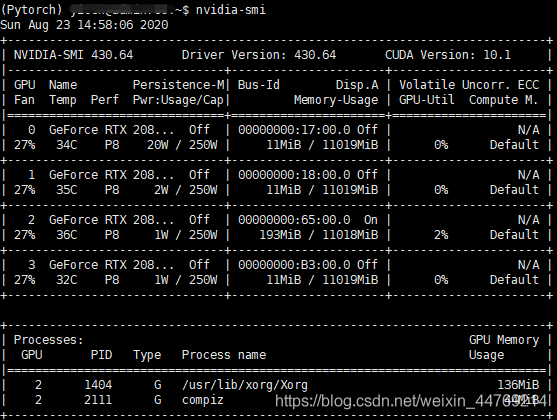 (Pytorch) :~$ nvidia-smi
Sun Aug 23 14:58:06 2020
NVIDIA-SMI 430.64 Driver Version: 430.64 CUDA Version: 10.1
GPU Name Persistence-M| Bus-Id Disp.A | Volatile Uncorr. ECC
Fan Temp Perf Pwr:Usage/Cap| Memory-Usage | GPU-Util Compute M.
0 GeForce RTX 208... Off | 00000000:17:00.0 Off | N/A
27% 34C P8 20W / 250W | 11MiB / 11019MiB | 0% Default
1 GeForce RTX 208... Off | 00000000:18:00.0 Off | N/A
27% 35C P8 2W / 250W | 11MiB / 11019MiB | 0% Default
2 GeForce RTX 208... Off | 00000000:65:00.0 On | N/A
27% 36C P8 1W / 250W | 193MiB / 11018MiB | 2% Default
3 GeForce RTX 208... Off | 00000000:B3:00.0 Off | N/A
27% 32C P8 1W / 250W | 11MiB / 11019MiB | 0% Default
Processes: GPU Memory
GPU PID Type Process name Usage
2 1404 G /usr/lib/xorg/Xorg 136MiB
2 2111 G compiz
https://blog.csdn.net/weixin_44769214